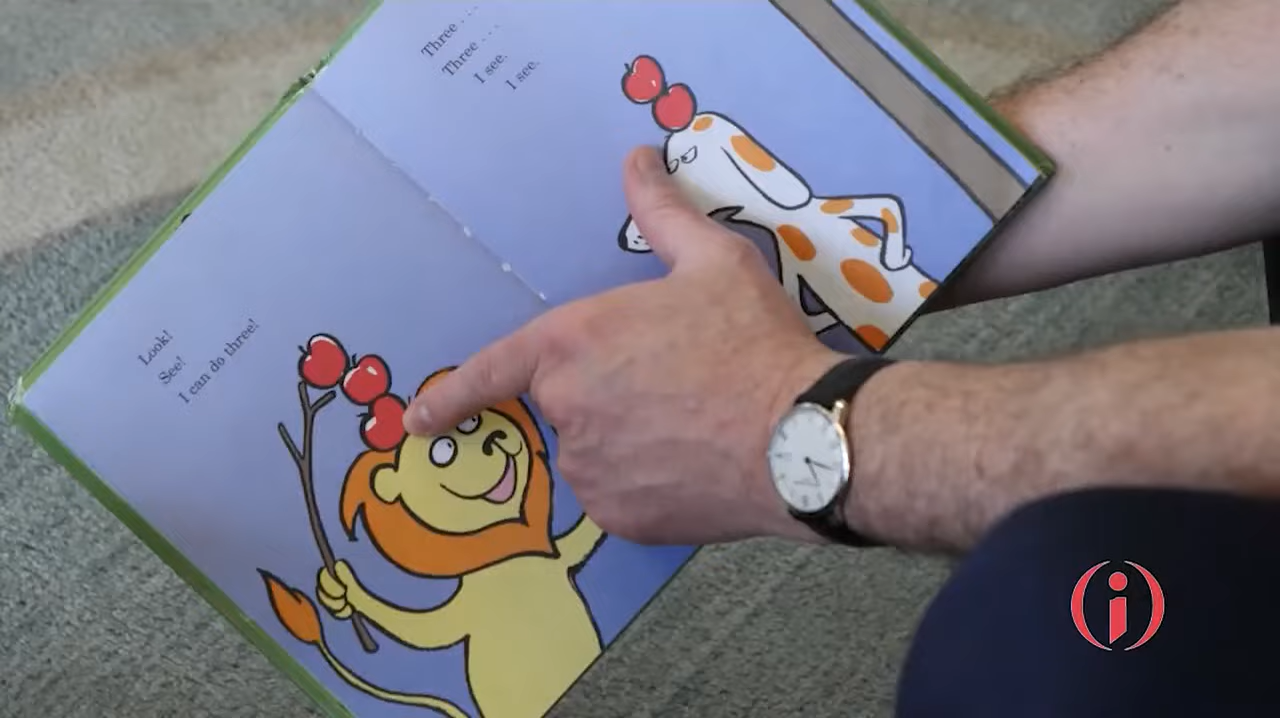 Look!
See!
I can do three!
Three . . .
Three . . .
I see.
I see.
(i)